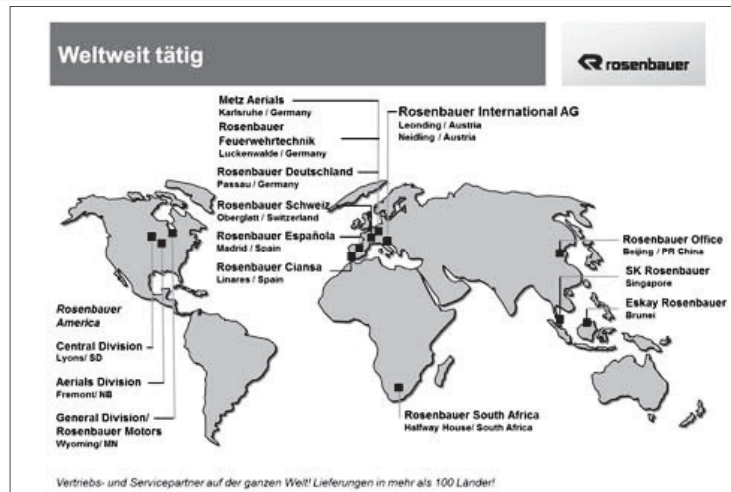 Weltweit tätig
rosenbauer
Metz Aerials
Karlsruhe / Germany
Rosenbauer
Feuerwehrtechnik
Luckenwalde / Germany
Rosenbauer Deutschland
Passau / Germany
Rosenbauer Schweiz
Oberglatt / Switzerland
Rosenbauer Española
Madrid / Spain
Rosenbauer Ciansa
Linares / Spain
Rosenbauer International AG
Leonding / Austria
Neidling / Austria
Rosenbauer Office
Beijing / PR China
SK Rosenbauer
Singapore
Eskay Rosenbauer
Brunei
Rosenbauer
America
Central Division
Lyons/ SD
Aerials Division
Fremont/ NB
General Division/
Rosenbauer Motors
Wyoming/ MN
Rosenbauer South Africa
Halfway House/ South Africa
Vertriebs- und Servicepartner auf der ganzen Welt! Lieferungen in mehr als 100 Länder!